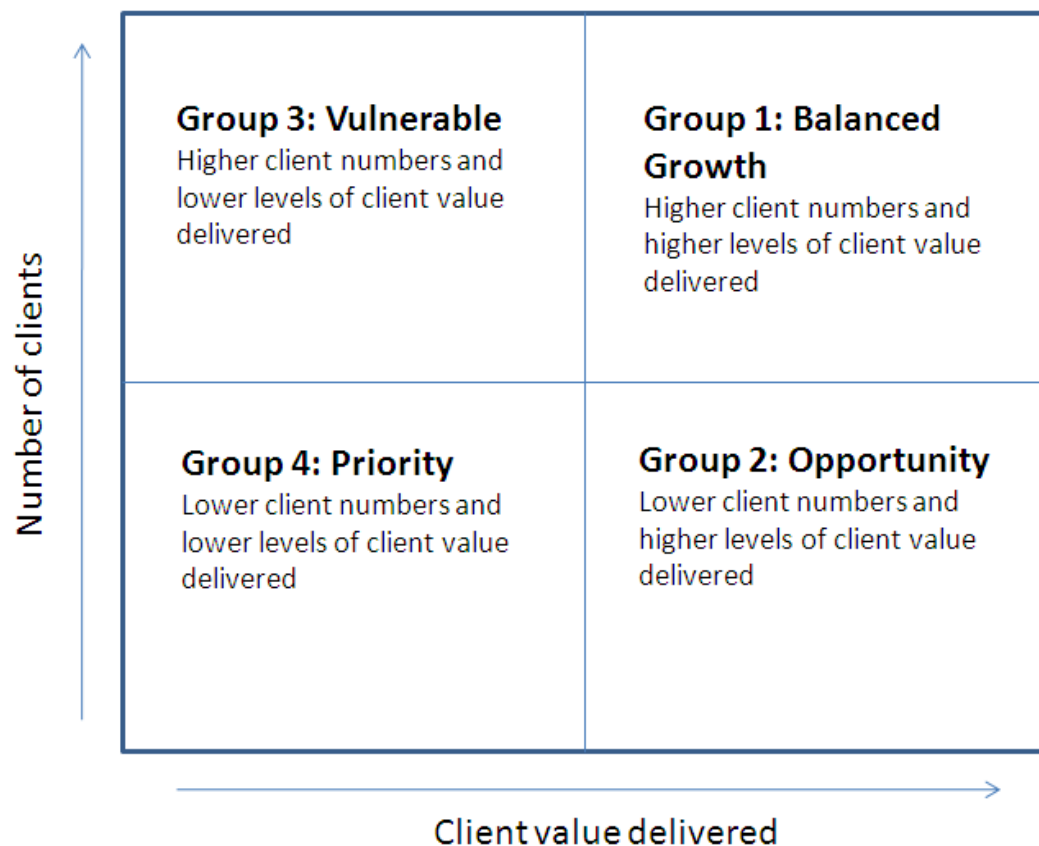 Number of clients
Group 3: Vulnerable
Higher client numbers and
lower levels of client value
delivered
Group 1: Balanced
Growth
Higher client numbers and
higher levels of client value
delivered
Group 4: Priority
Lower client numbers and
lower levels of client value
delivered
Group 2: Opportunity
Lower client numbers and
higher levels of client value
delivered
Client value delivered